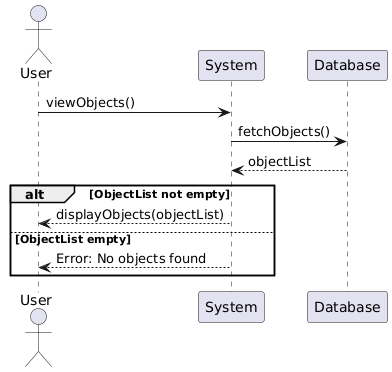 User
System
Database
viewObjects()
fetchObjects()
objectList
alt
[ObjectList not empty]
displayObjects(objectList)
[ObjectList empty]
Error: No objects found
User
System
Database